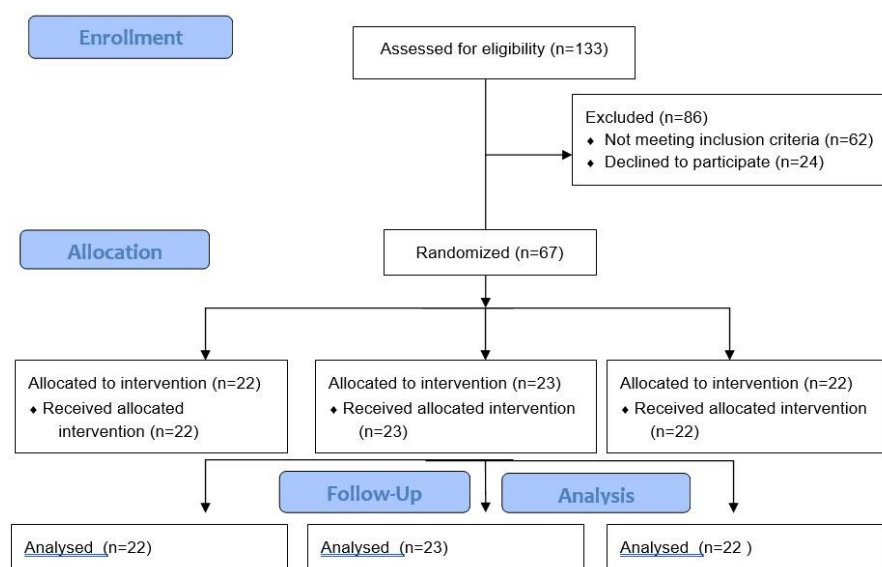 Enrollment
Assessed for eligibility (n=133)
Excluded (n=86)
♦ Not meeting inclusion criteria (n=62)
♦ Declined to participate (n=24)
Allocation
Randomized (n=67)
Allocated to intervention (n=22)
♦ Received allocated
intervention (n=22)
Allocated to intervention (n=23)
♦ Received allocated intervention
(n=23)
Allocated to intervention (n=22)
♦ Received allocated intervention
(n=22)
Follow-Up
Analysis
Analysed (n=22)
Analysed (n=23)
Analysed (n=22 )